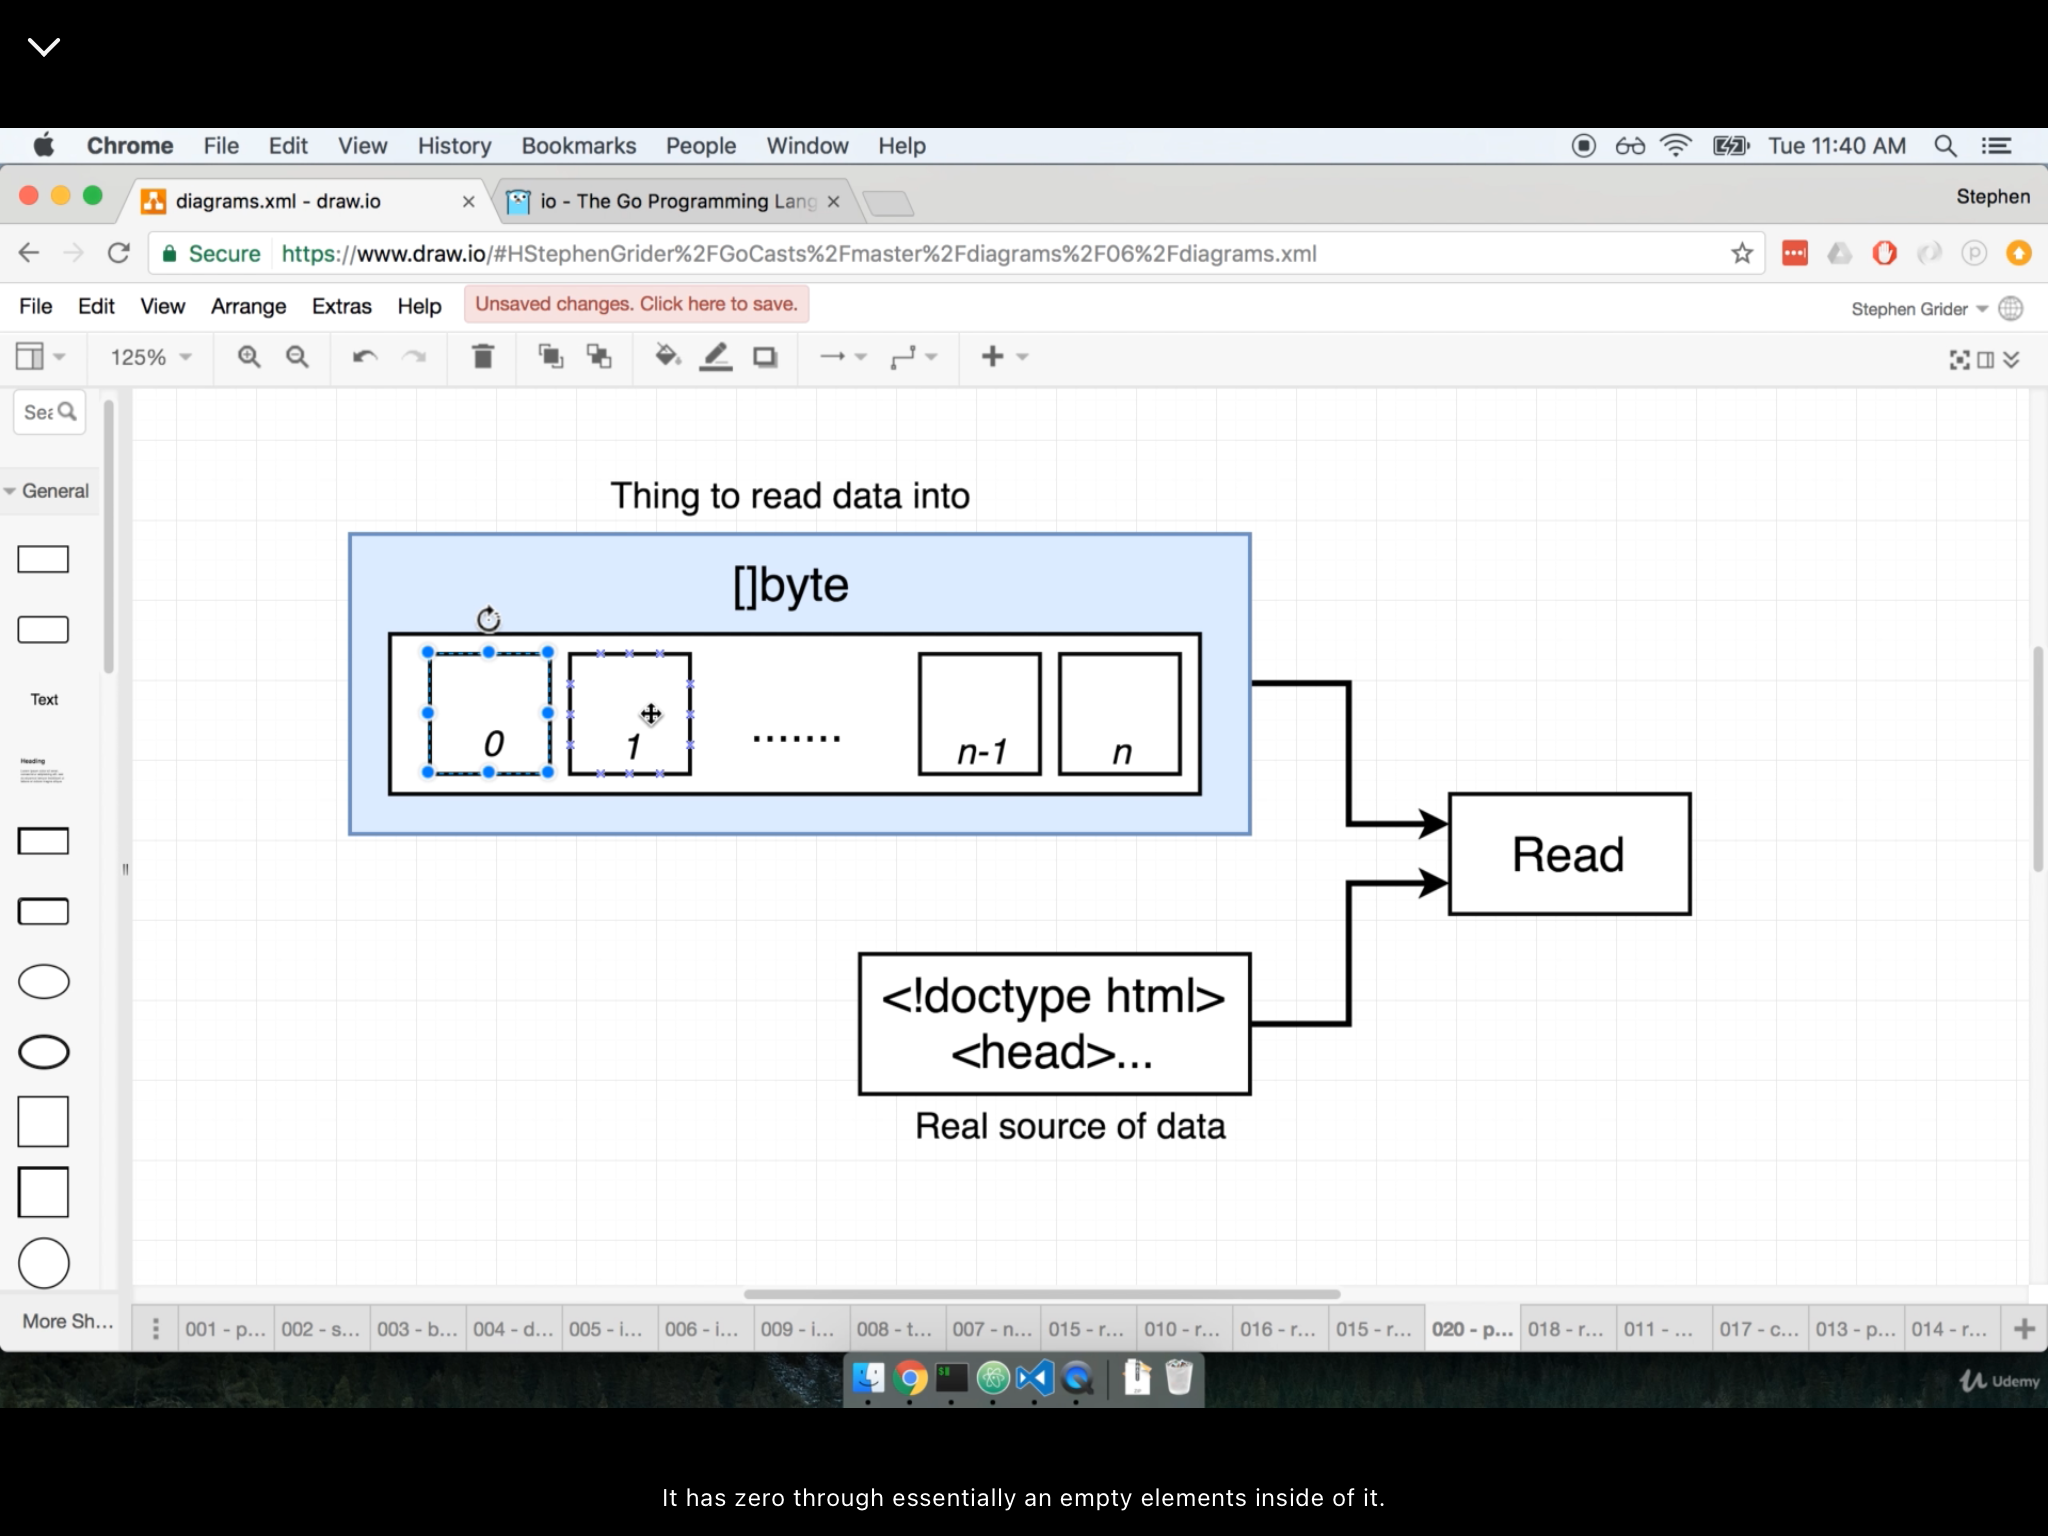 Chrome File Edit View History Bookmarks People Window Help Tue 11:40 AM
diagrams.xml - draw.io io - The Go Programming Lang Stephen
Secure https://www.draw.io/#HStephenGrider%2FGoCasts%2Fmaster%2Fdiagrams%2F06%2Fdiagrams.xml
File Edit View Arrange Extras Help Unsaved changes. Click here to save. Stephen Grider
125%
Sea
General
Text
Heading
Thing to read data into
[]byte
0 1 ....... n-1 n
Read
<!doctype html>
<head>...
Real source of data
More Sh... 001 - p... 002 - s... 003 - b... 004 - d... 005 - i... 006 - i... 009 - i... 008 - t... 007 - n... 015 - r... 010 - r... 016 - r... 015 - r... 020 - p... 018 - r... 011 - ... 017 - c... 013 - p... 014 - r...
Udemy
It has zero through essentially an empty elements inside of it.